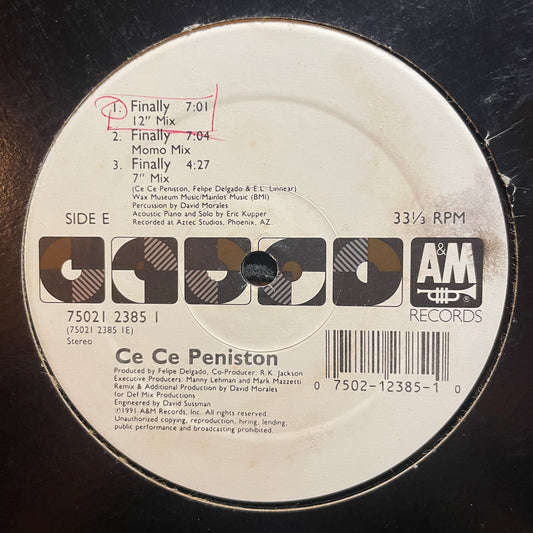 1. Finally 7:01
12" Mix
2. Finally 7:04
Momo Mix
3. Finally 4:27
7" Mix
(Ce Ce Peniston, Felipe Delgado & E.L. Linnear)
Wax Museum Music/Mainlot Music (BMI)
Percussion by David Morales
Acoustic Piano and Solo by Eric Kupper
Recorded at Aztec Studios, Phoenix, AZ.
SIDE E
33⅓ RPM
A&M
®
RECORDS
75021 2385 1
(75021 2385 1E)
Stereo
Ce Ce Peniston
Produced by Felipe Delgado, Co-Producer: R.K. Jackson
Executive Producers: Manny Lehman and Mark Mazzetti
Remix & Additional Production by David Morales
for Def Mix Productions
Engineered by David Sussman
℗1991 A&M Records, Inc. All rights reserved.
Unauthorized copying, reproduction, hiring, lending,
public performance and broadcasting prohibited.
0 7502-12385-1 0